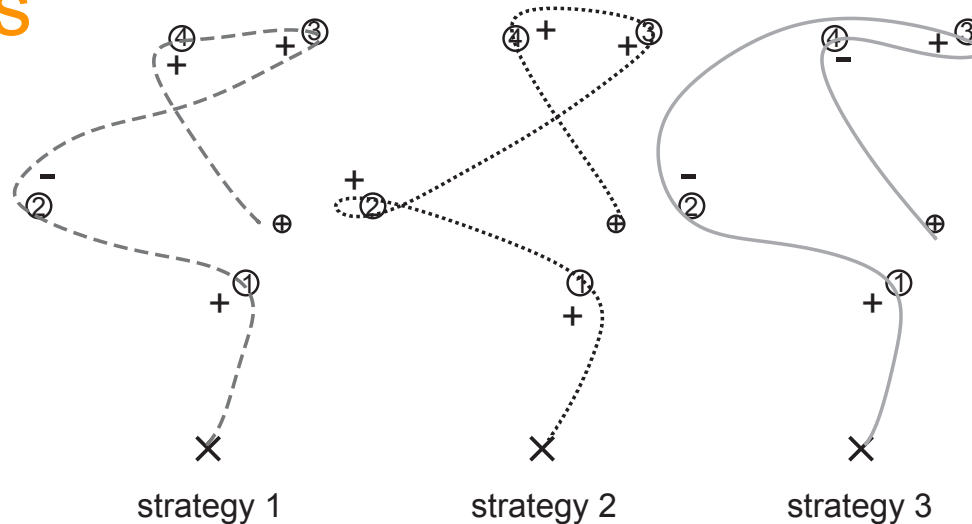 s
4 3 4 3 4 3
+ + + + - +
- + -
2 2 2
1 1 1
+ + +
strategy 1 strategy 2 strategy 3